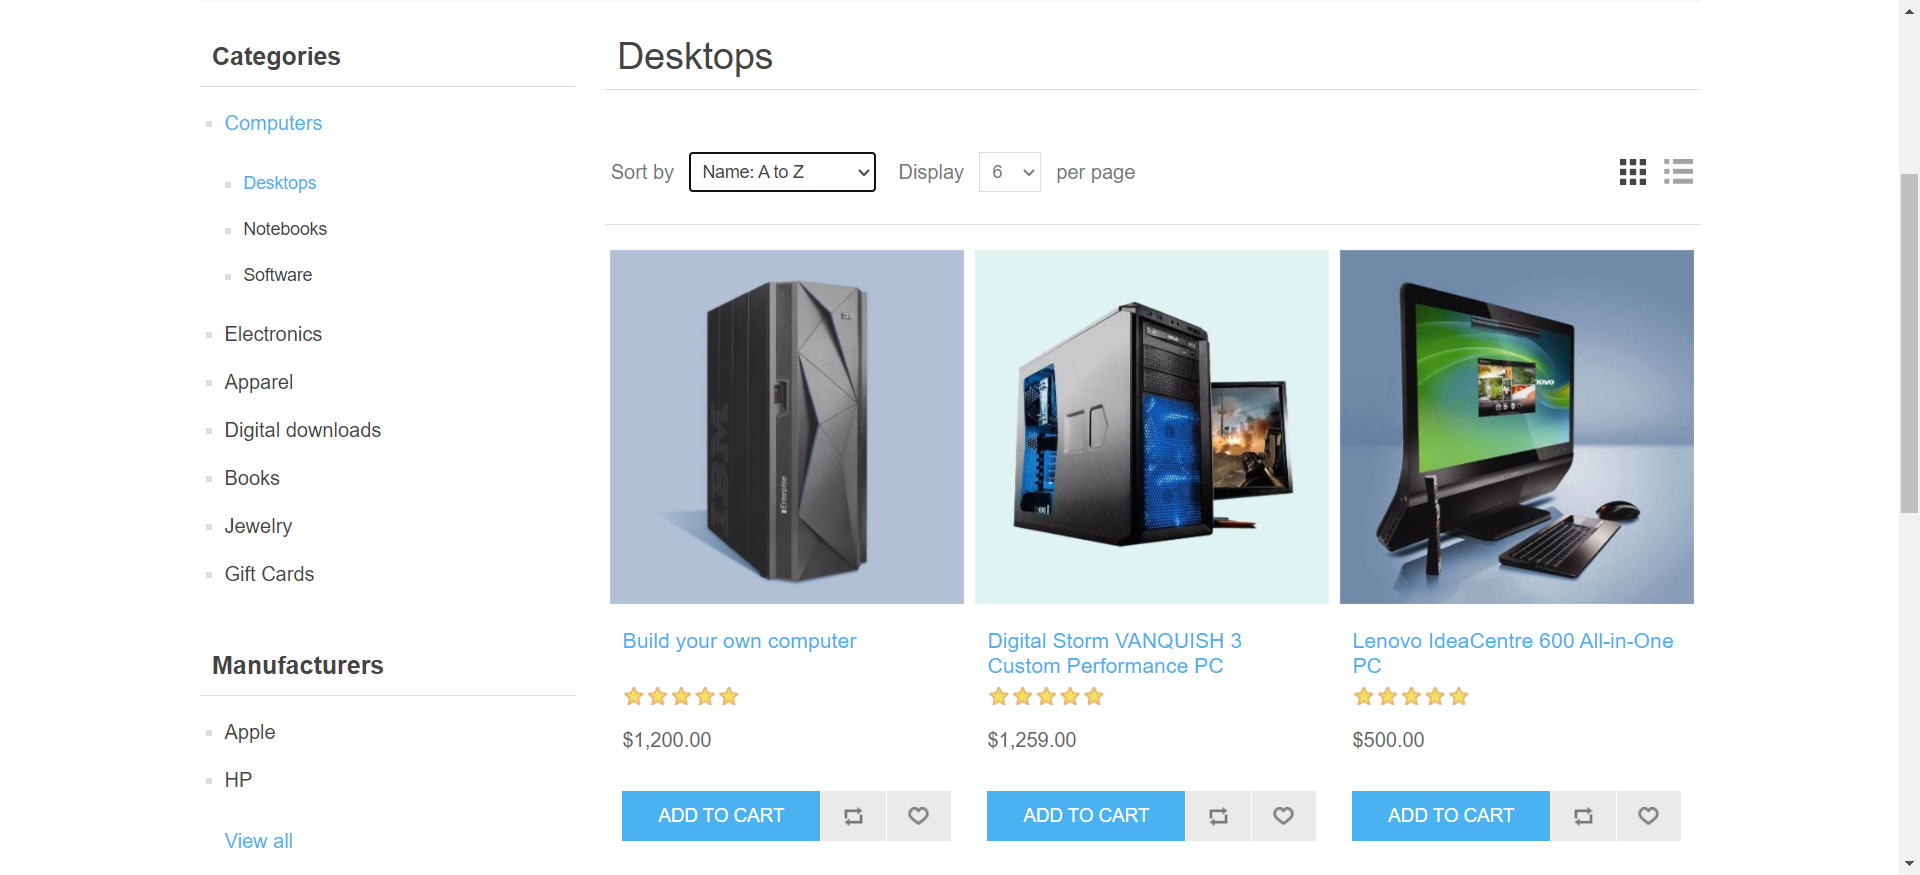 Categories
Computers
Desktops
Notebooks
Software
Electronics
Apparel
Digital downloads
Books
Jewelry
Gift Cards
Manufacturers
Apple
HP
View all
Desktops
Sort by Name: A to Z Display 6 per page
IBM
zEnterprise
Build your own computer
$1,200.00
ADD TO CART
Digital Storm VANQUISH 3
Custom Performance PC
$1,259.00
ADD TO CART
Lenovo IdeaCentre 600 All-in-One
PC
$500.00
ADD TO CART